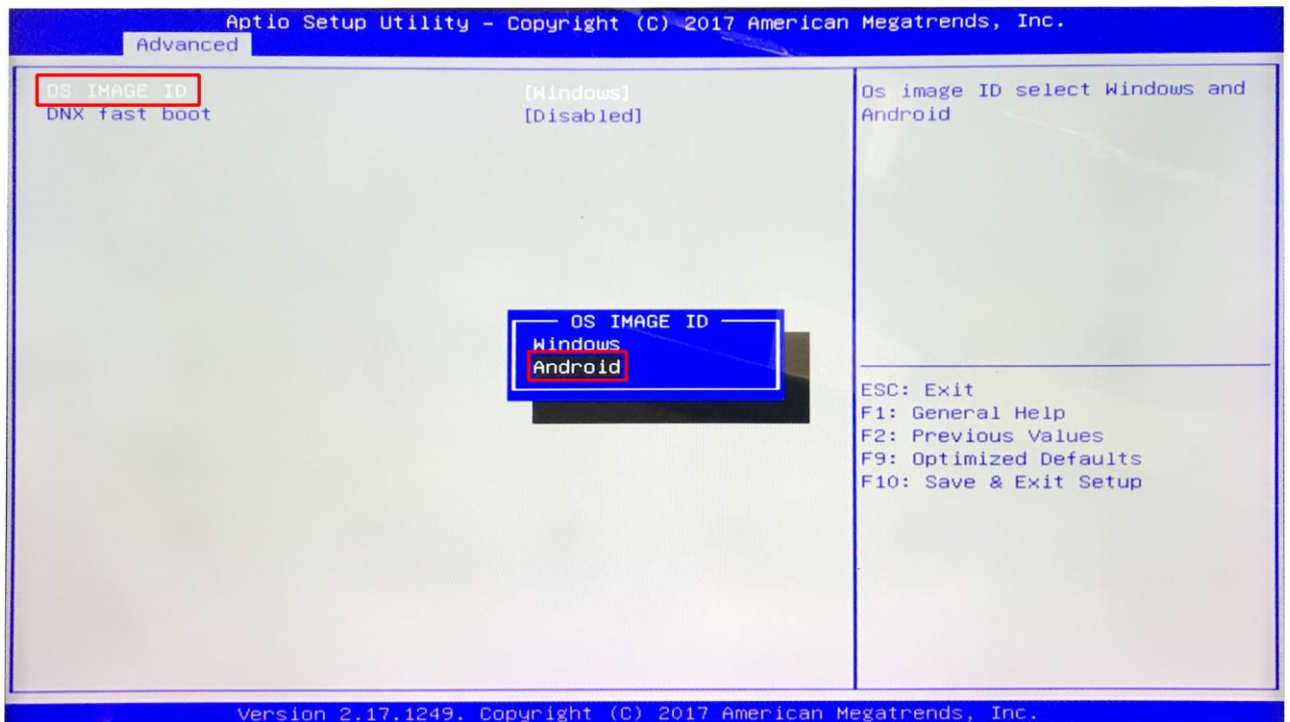 Aptio Setup Utility – Copyright (C) 2017 American Megatrends, Inc.
Advanced
OS IMAGE ID [Windows]
DNX fast boot [Disabled]
Os image ID select Windows and
Android
OS IMAGE ID
Windows
Android
ESC: Exit
F1: General Help
F2: Previous Values
F9: Optimized Defaults
F10: Save & Exit Setup
Version 2.17.1249. Copyright (C) 2017 American Megatrends, Inc.